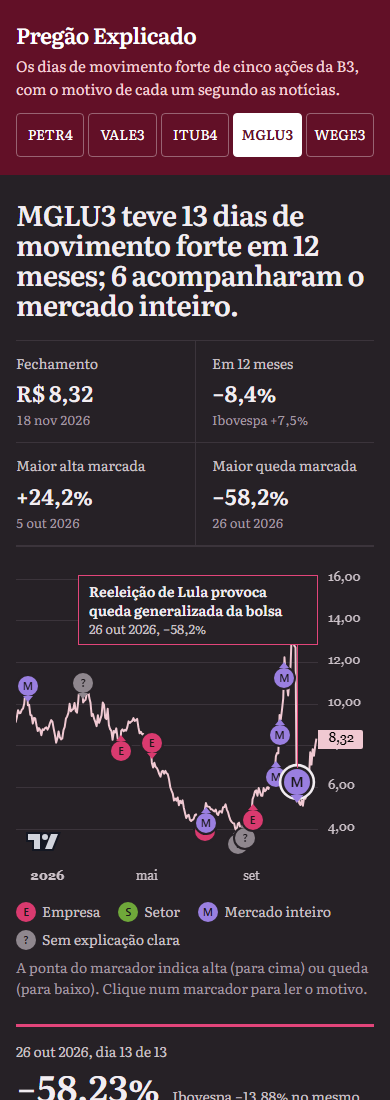 Pregão Explicado
Os dias de movimento forte de cinco ações da B3,
com o motivo de cada um segundo as notícias.
PETR4 VALE3 ITUB4 MGLU3 WEGE3
MGLU3 teve 13 dias de
movimento forte em 12
meses; 6 acompanharam o
mercado inteiro.
Fechamento
R$ 8,32
18 nov 2026
Em 12 meses
−8,4%
Ibovespa +7,5%
Maior alta marcada
+24,2%
5 out 2026
Maior queda marcada
−58,2%
26 out 2026
Reeleição de Lula provoca
queda generalizada da bolsa
26 out 2026, −58,2%
16,00
14,00
12,00
10,00
8,32
6,00
4,00
M
?
E
E
M
?
E
M
M
M
M
2026 mai set
E Empresa S Setor M Mercado inteiro
? Sem explicação clara
A ponta do marcador indica alta (para cima) ou queda
(para baixo). Clique num marcador para ler o motivo.
26 out 2026, dia 13 de 13
−58,23% Ibovespa −13,88% no mesmo